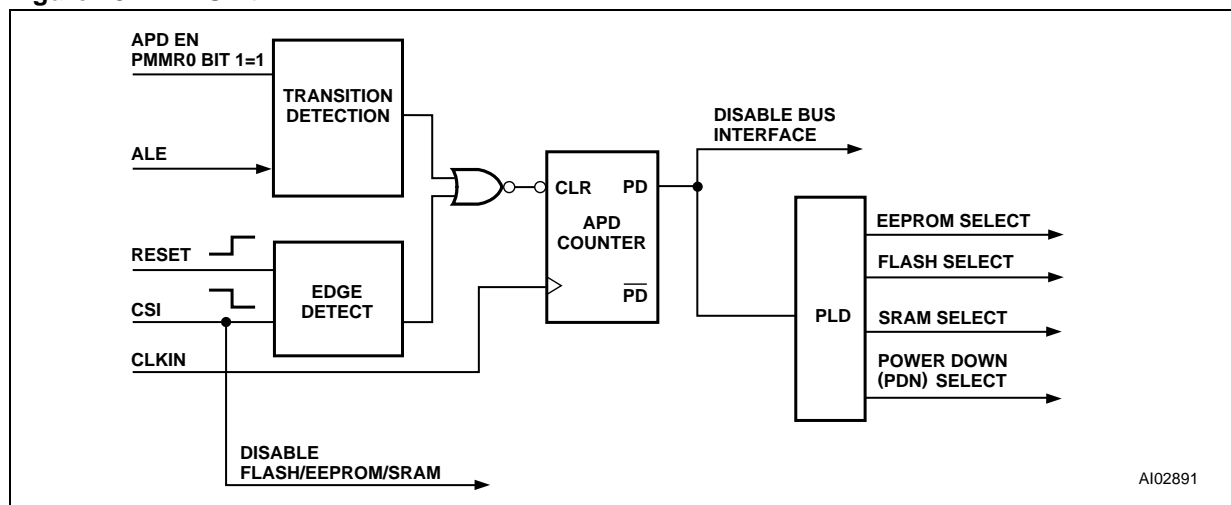 APD EN
PMMR0 BIT 1=1
TRANSITION
DETECTION
ALE
RESET
CSI
CLKIN
EDGE
DETECT
CLR
PD
APD
COUNTER
PD
DISABLE BUS
INTERFACE
PLD
EEPROM SELECT
FLASH SELECT
SRAM SELECT
POWER DOWN
(PDN) SELECT
DISABLE
FLASH/EEPROM/SRAM
AI02891